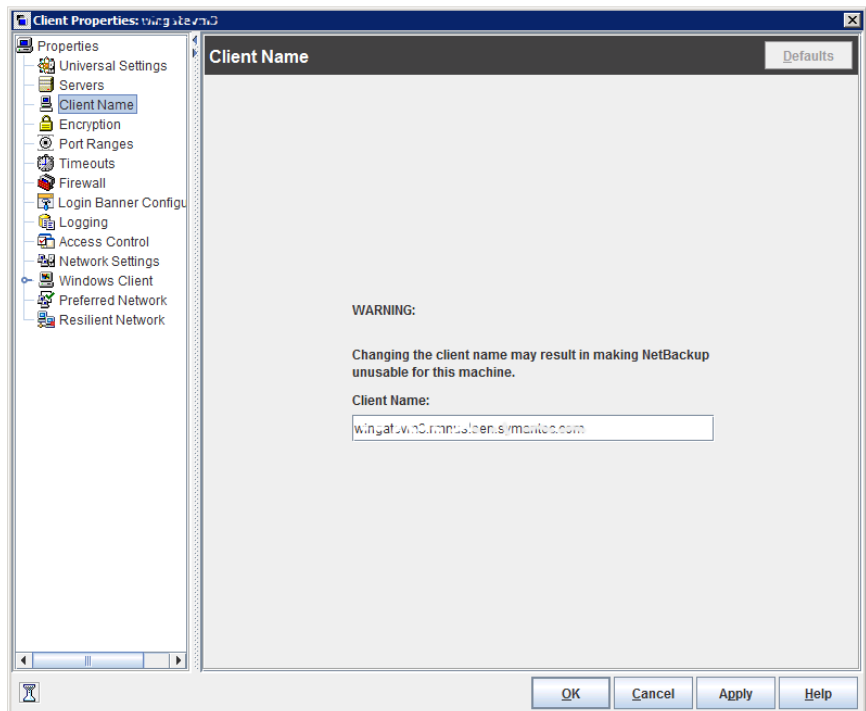 Client Properties:
Properties
Universal Settings
Servers
Client Name
Encryption
Port Ranges
Timeouts
Firewall
Login Banner Configu
Logging
Access Control
Network Settings
Windows Client
Preferred Network
Resilient Network
Client Name
Defaults
WARNING:
Changing the client name may result in making NetBackup
unusable for this machine.
Client Name:
OK
Cancel
Apply
Help